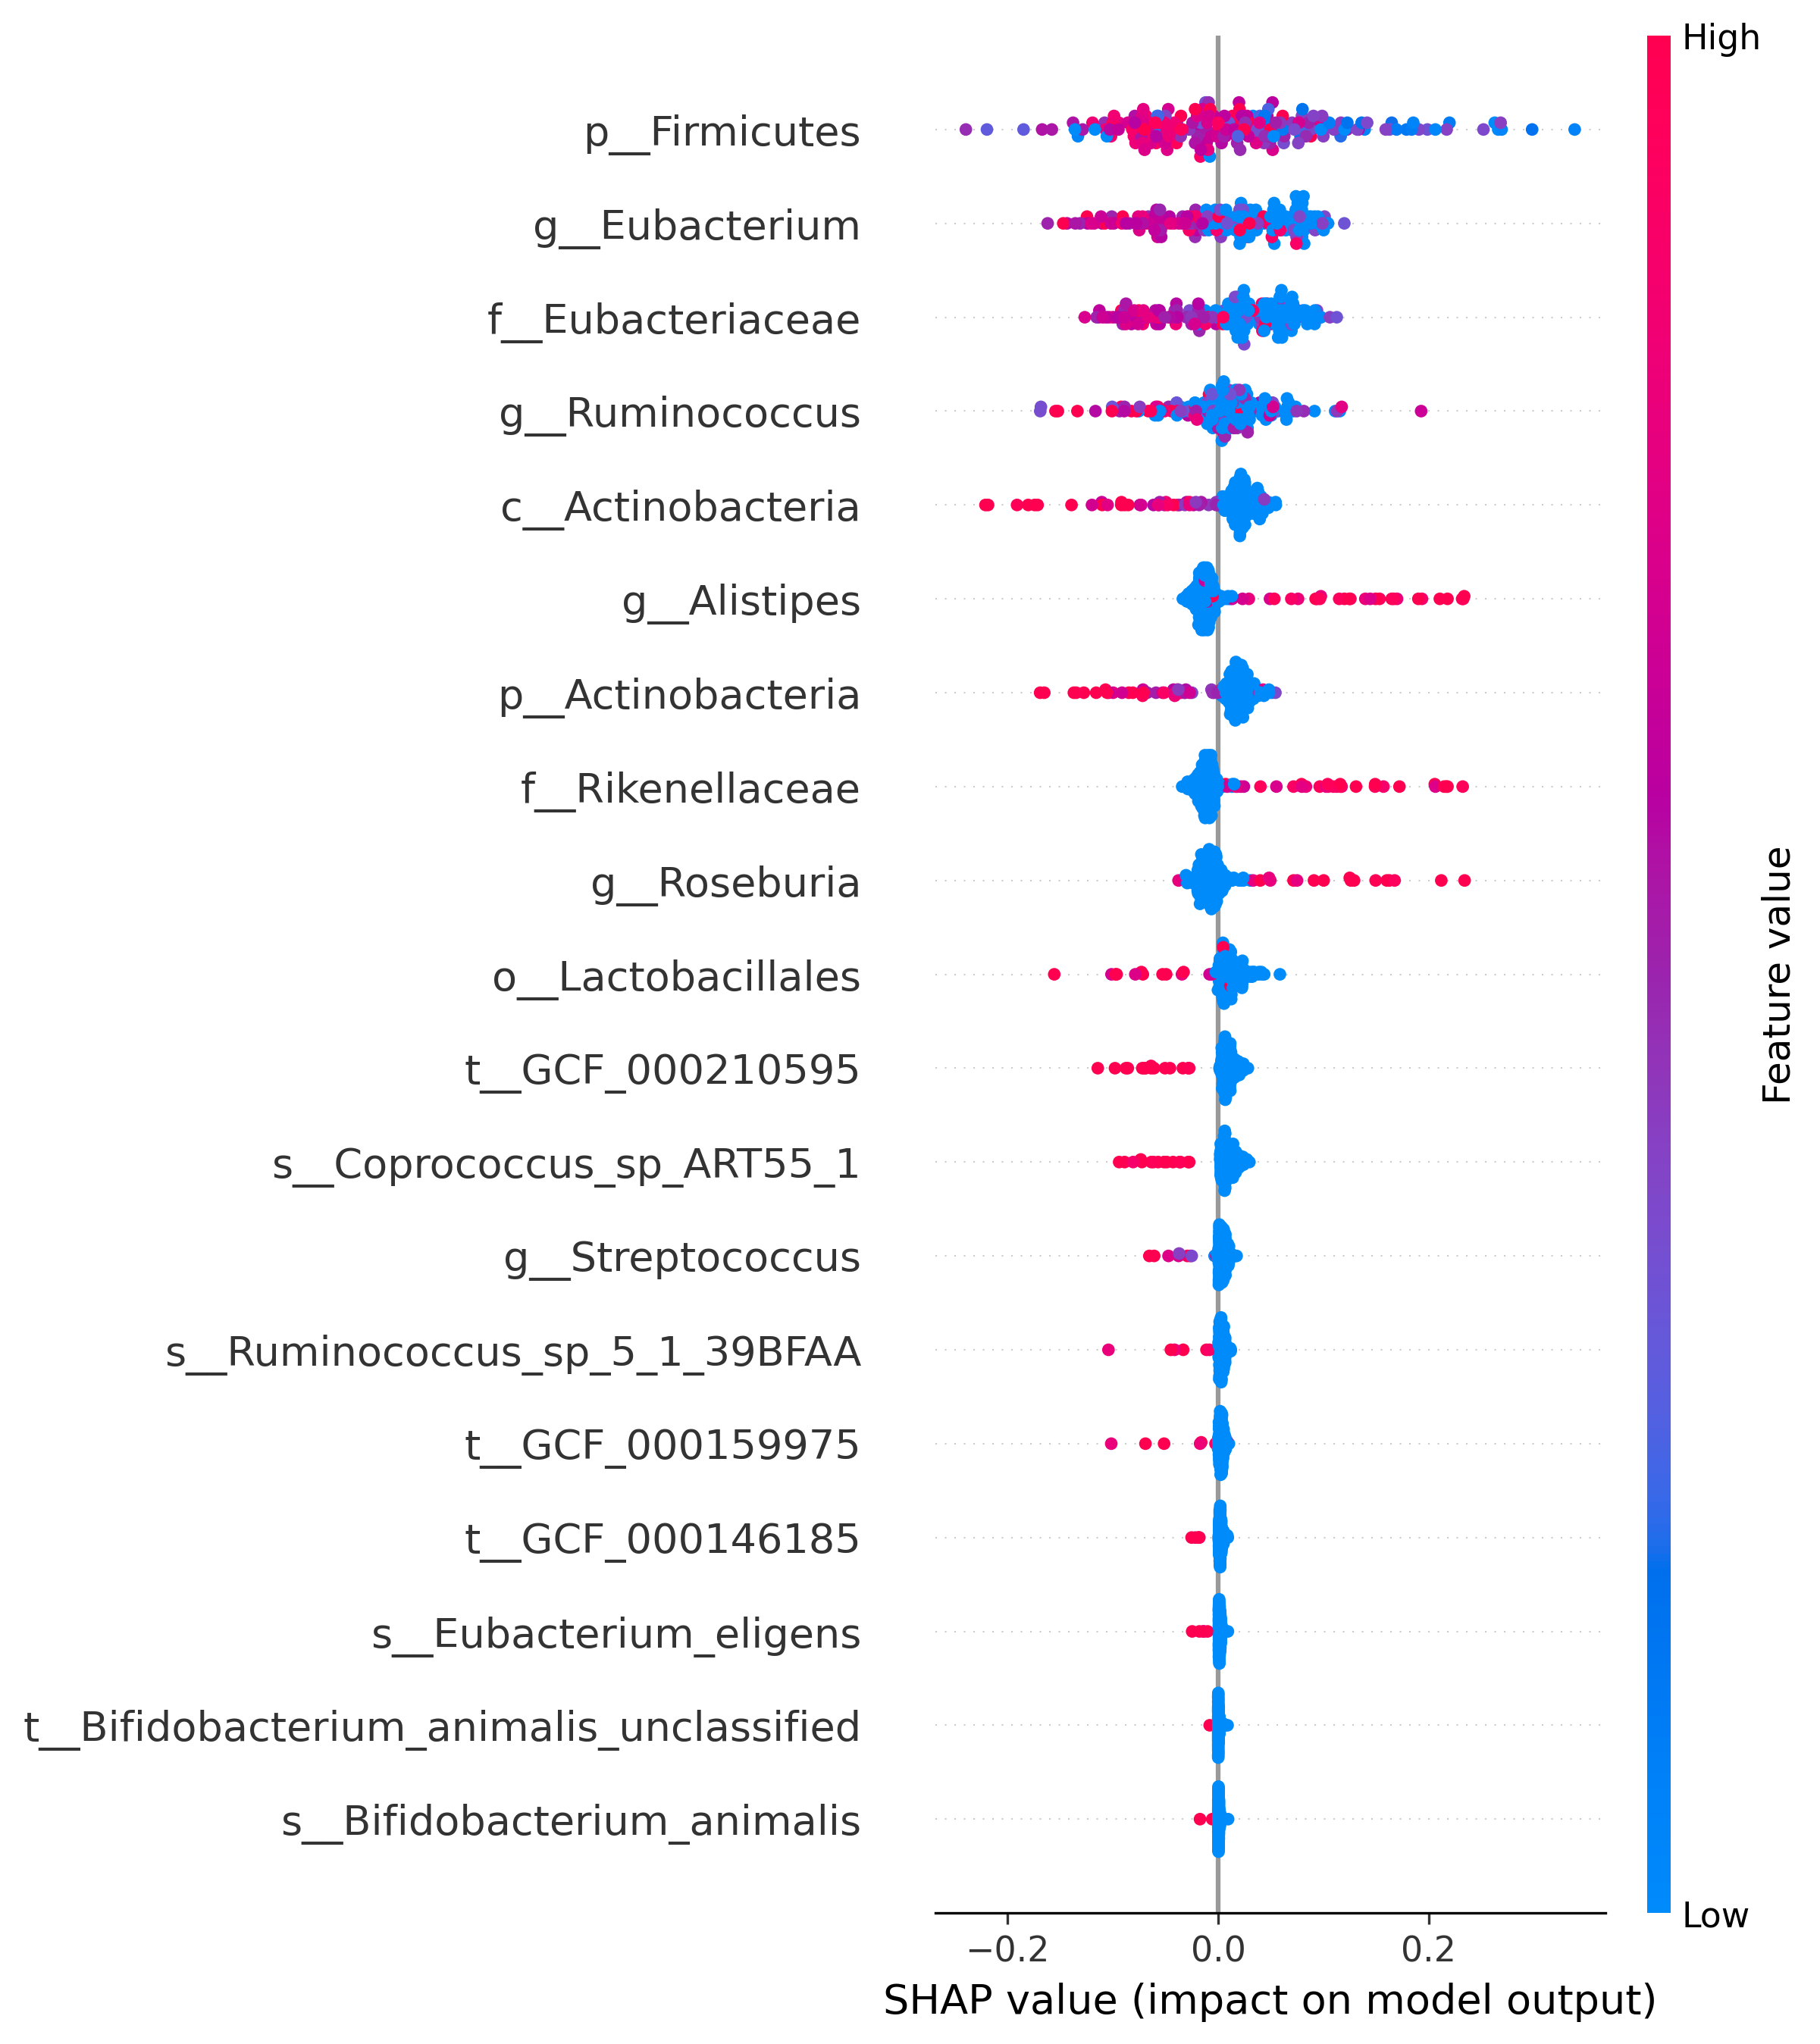 High
p__Firmicutes
g__Eubacterium
f__Eubacteriaceae
g__Ruminococcus
c__Actinobacteria
g__Alistipes
p__Actinobacteria
f__Rikenellaceae
g__Roseburia
o__Lactobacillales
t__GCF_000210595
s__Coprococcus_sp_ART55_1
g__Streptococcus
s__Ruminococcus_sp_5_1_39BFAA
t__GCF_000159975
t__GCF_000146185
s__Eubacterium_eligens
t__Bifidobacterium_animalis_unclassified
s__Bifidobacterium_animalis
Feature value
Low
−0.2 0.0 0.2
SHAP value (impact on model output)